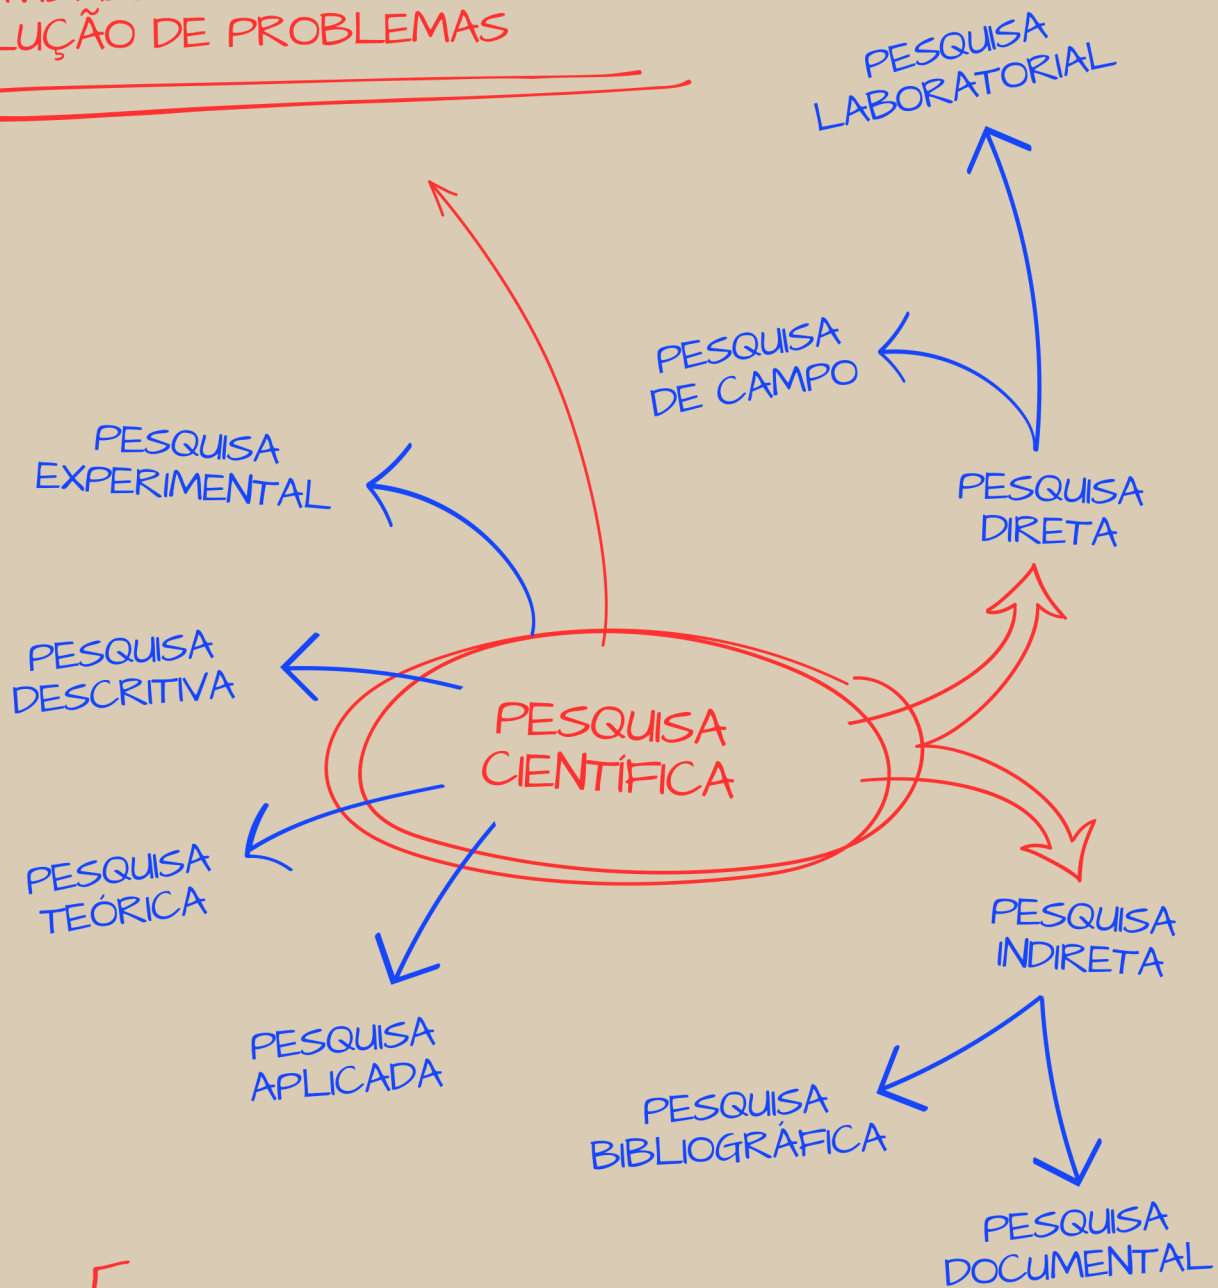 DE PROBLEMAS
PESQUISA
LABORATORIAL
PESQUISA
DE CAMPO
PESQUISA
EXPERIMENTAL
PESQUISA
DIRETA
PESQUISA
DESCRITIVA
PESQUISA
CIENTÍFICA
PESQUISA
TEÓRICA
PESQUISA
INDIRETA
PESQUISA
APLICADA
PESQUISA
BIBLIOGRÁFICA
PESQUISA
DOCUMENTAL